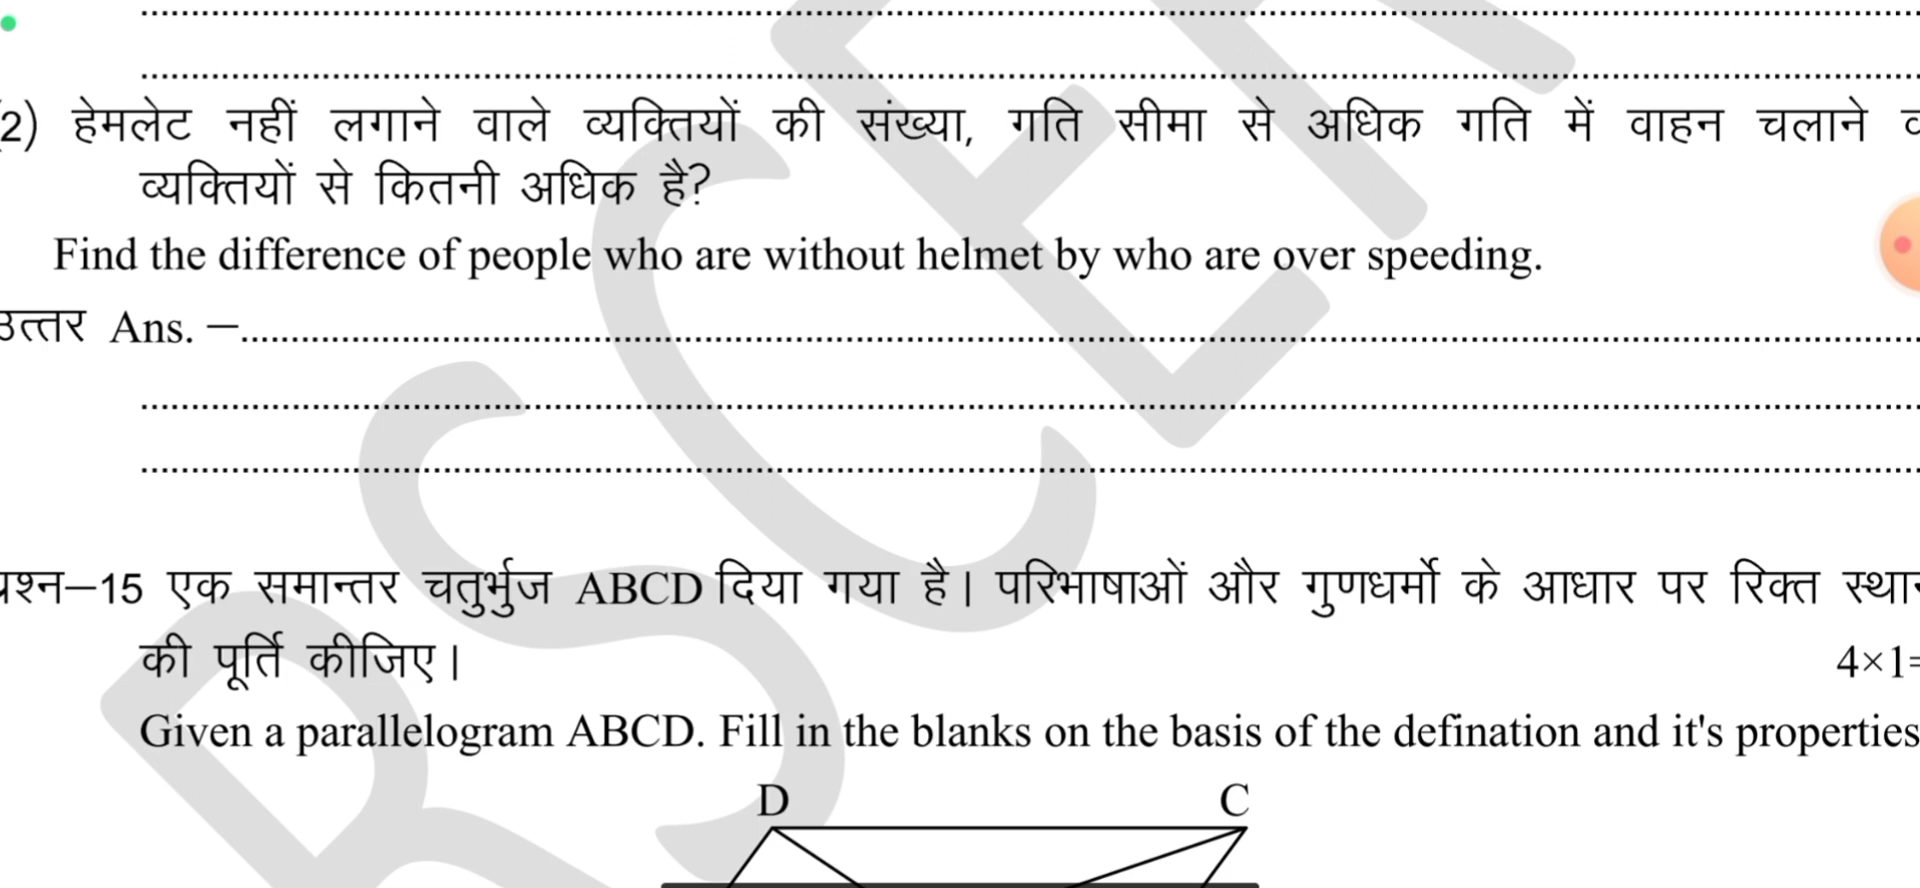 2) हेमलेट नहीं लगाने वाले व्यक्तियों की संख्या, गति सीमा से अधिक गति में वाहन चलाने
व्यक्तियों से कितनी अधिक है?
Find the difference of people who are without helmet by who are over speeding.
उत्तर Ans. –
प्रश्न–15 एक समान्तर चतुर्भुज ABCD दिया गया है। परिभाषाओं और गुणधर्मो के आधार पर रिक्त
की पूर्ति कीजिए। 4×1=
Given a parallelogram ABCD. Fill in the blanks on the basis of the defination and it's properties
D C